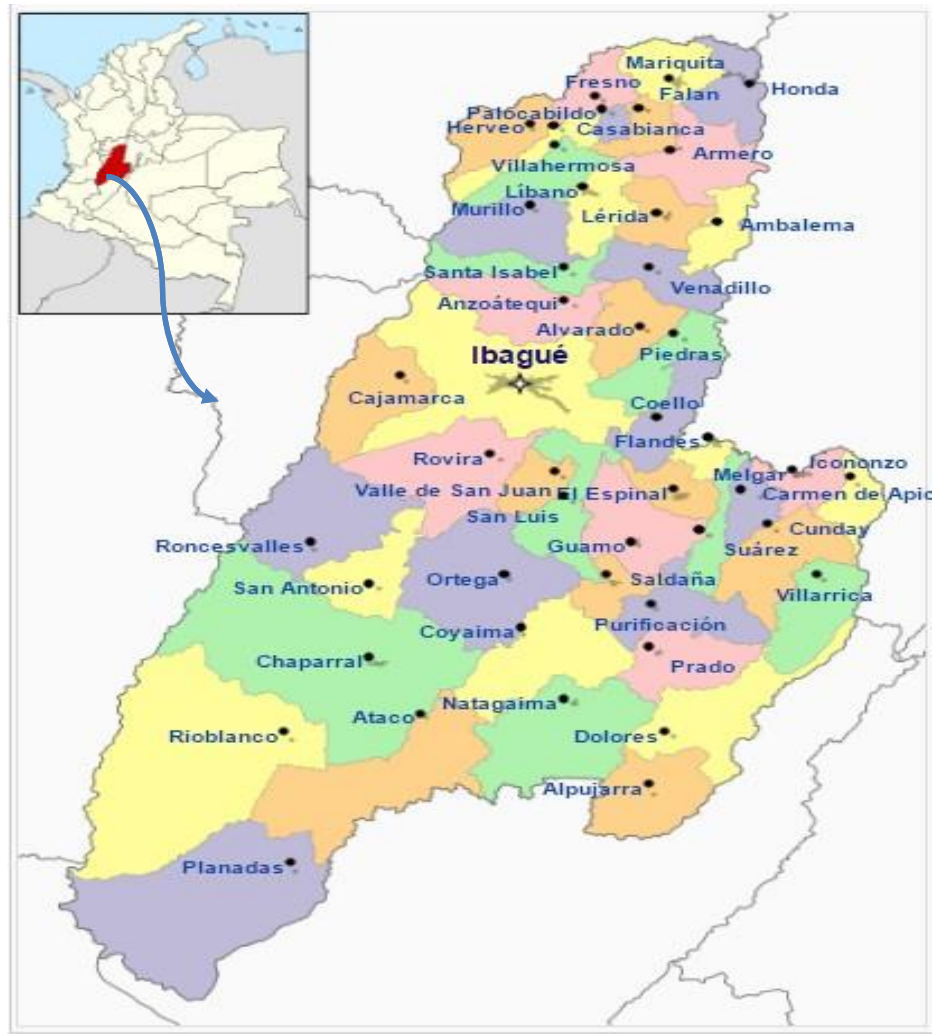 Mariquita
Fresno
Falan
Honda
Palocabildo
Herveo
Casabianca
Armero
Villahermosa
Líbano
Murillo
Lérida
Ambalema
Santa Isabel
Venadillo
Anzoátequi
Alvarado
Piedras
Ibagué
Cajamarca
Coello
Flandes
Rovira
Melgar
Icononzo
Valle de San Juan
El Espinal
Carmen de Apic
San Luis
Cunday
Roncesvalles
Guamo
Suárez
San Antonio
Ortega
Saldaña
Villarrica
Coyaima
Purificación
Chaparral
Prado
Natagaima
Ataco
Rioblanco
Dolores
Alpujarra
Planadas